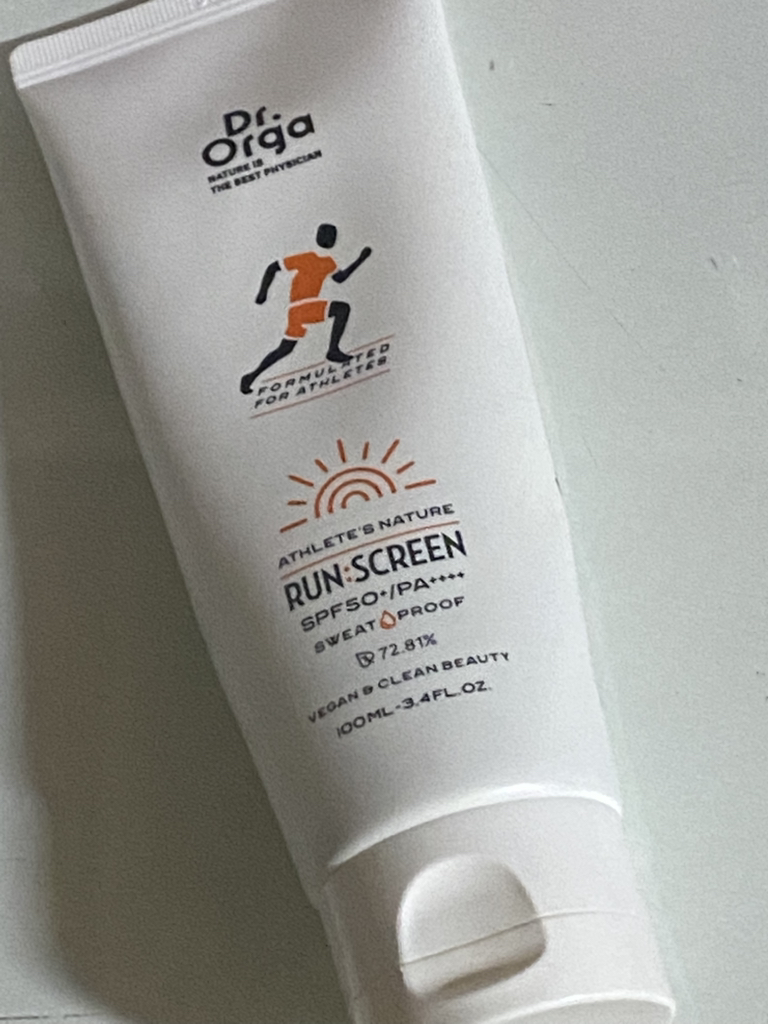 Dr.
Orga
NATURE IS
THE BEST PHYSICIAN
FORMULATED
FOR ATHLETES
ATHLETE'S NATURE
RUN:SCREEN
SPF50+/PA++++
SWEAT PROOF
72.81%
VEGAN & CLEAN BEAUTY
100ML-3.4FL.OZ.